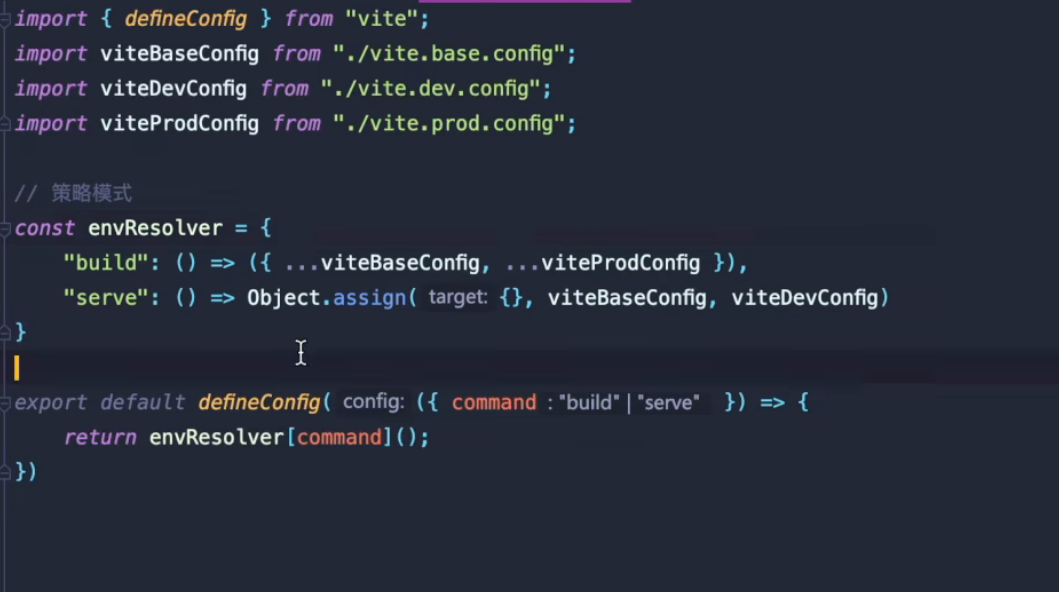 import { defineConfig } from "vite";
import viteBaseConfig from "./vite.base.config";
import viteDevConfig from "./vite.dev.config";
import viteProdConfig from "./vite.prod.config";
// 策略模式
const envResolver = {
"build": () => ({ ...viteBaseConfig, ...viteProdConfig }),
"serve": () => Object.assign( target: {}, viteBaseConfig, viteDevConfig)
}
export default defineConfig( config: ({ command : "build" | "serve" }) => {
return envResolver[command]();
})